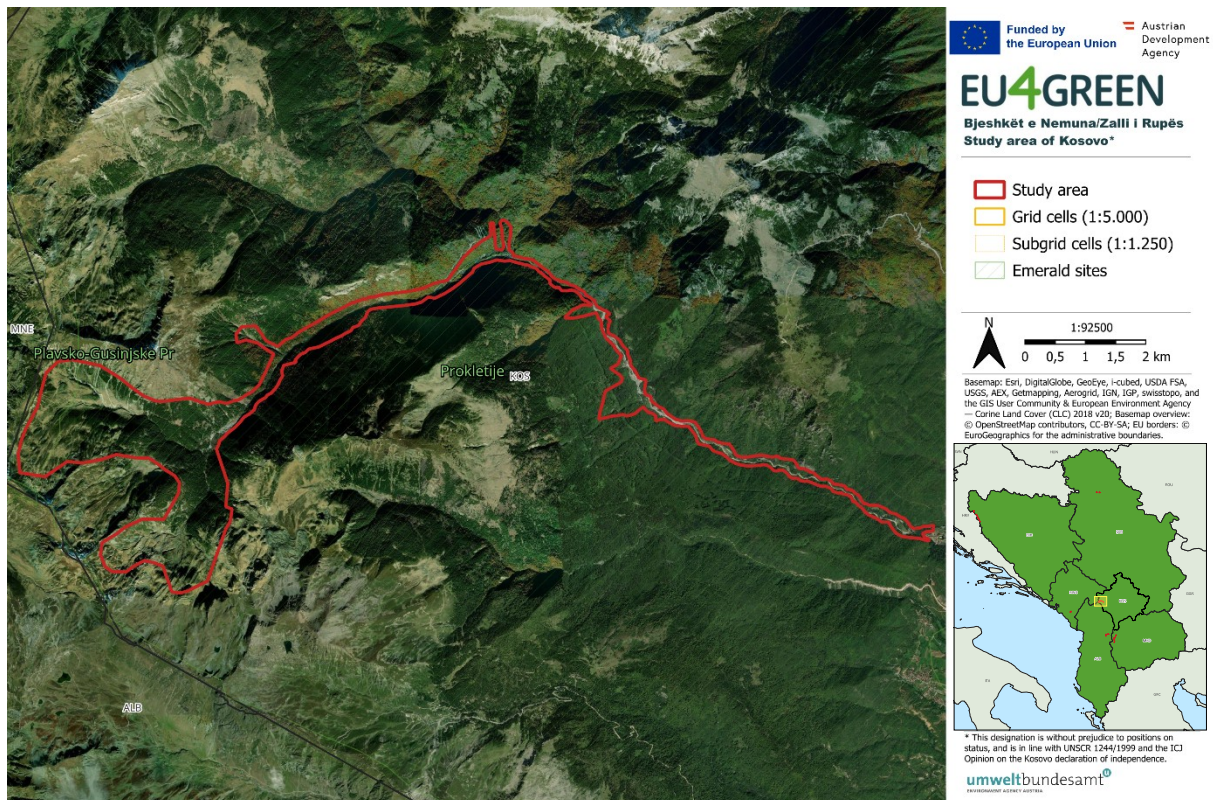 MNE
Plavsko-Gusinjske Pr
Prokletije
KOS
ALB
Funded by
the European Union
Austrian
Development
Agency
EU4GREEN
Bjeshkët e Nemuna/Zalli i Rupës
Study area of Kosovo*
Study area
Grid cells (1:5.000)
Subgrid cells (1:1.250)
Emerald sites
N
1:92500
0 0,5 1 1,5 2 km
Basemap: Esri, DigitalGlobe, GeoEye, i-cubed, USDA FSA,
USGS, AEX, Getmapping, Aerogrid, IGN, IGP, swisstopo, and
the GIS User Community & European Environment Agency
— Corine Land Cover (CLC) 2018 v20; Basemap overview:
© OpenStreetMap contributors, CC-BY-SA; EU borders: ©
EuroGeographics for the administrative boundaries.
* This designation is without prejudice to positions on
status, and is in line with UNSCR 1244/1999 and the ICJ
Opinion on the Kosovo declaration of independence.
umweltbundesamt
ENVIRONMENT AGENCY AUSTRIA